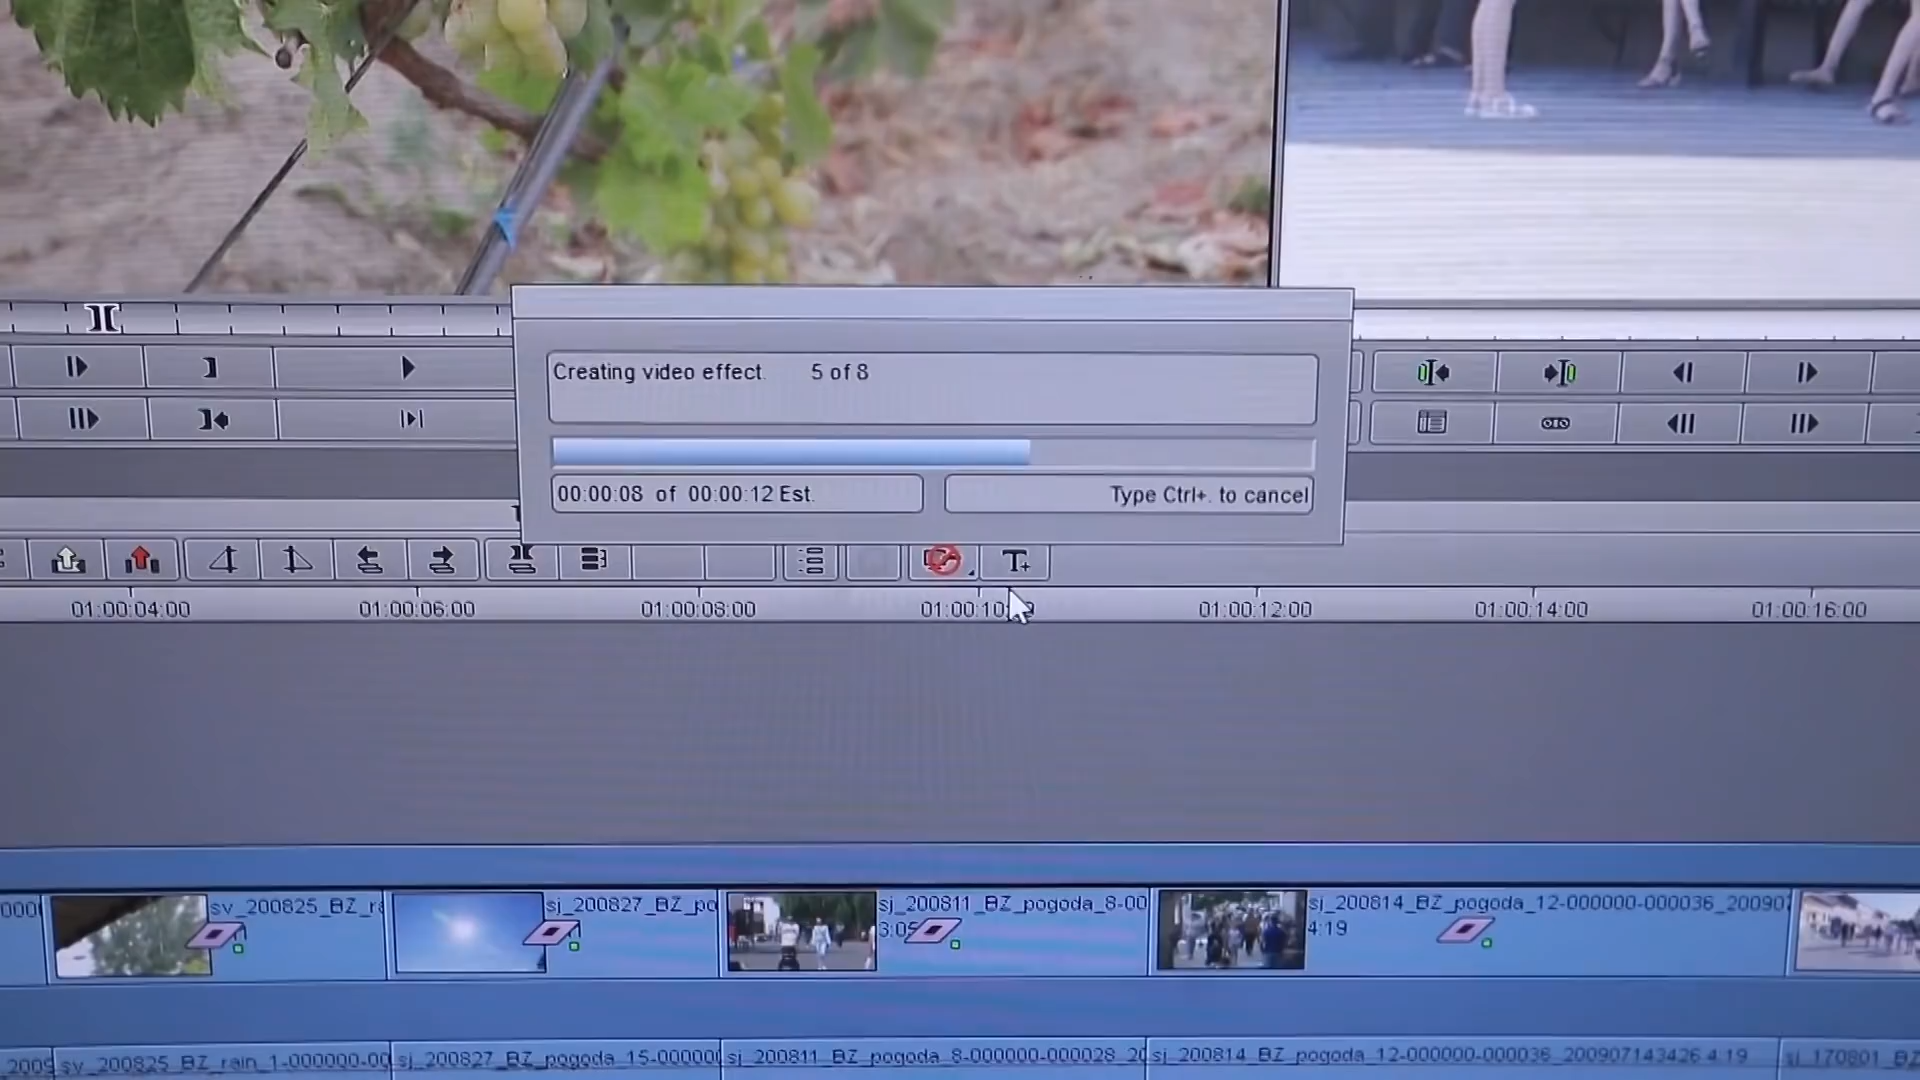 Creating video effect. 5 of 8
00:00:08 of 00:00:12 Est.
Type Ctrl+. to cancel
01:00:04:00 01:00:06:00 01:00:08:00 01:00:12:00 01:00:14:00 01:00:16:00
sv_200825_BZ_ra
sj_200827_BZ_po
sj_200811_BZ_pogoda_8-00
sj_200814_BZ_pogoda_12-000000-000036_20090
4:19
sv_200825_BZ_rain_1-000000-00
sj_200827_BZ_pogoda_15-00000
sj_200811_BZ_pogoda_8-000000-000028_20
sj_200814_BZ_pogoda_12-000000-000036_200907143426 4:19
sj_170801_BZ